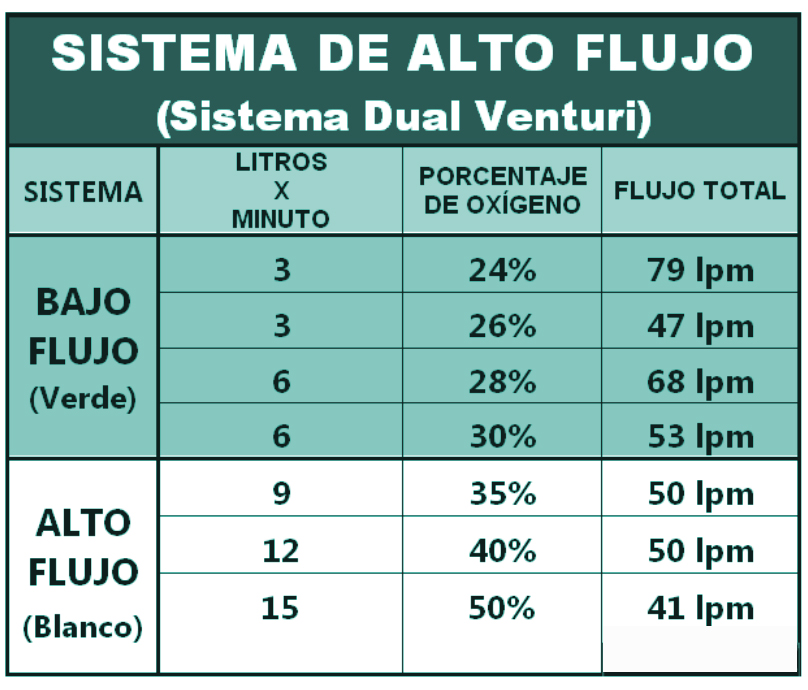 SISTEMA DE ALTO FLUJO
(Sistema Dual Venturi)
SISTEMA
LITROS
X
MINUTO
PORCENTAJE
DE OXÍGENO
FLUJO TOTAL
BAJO
FLUJO
(Verde)
3 24% 79 lpm
3 26% 47 lpm
6 28% 68 lpm
6 30% 53 lpm
ALTO
FLUJO
(Blanco)
9 35% 50 lpm
12 40% 50 lpm
15 50% 41 lpm